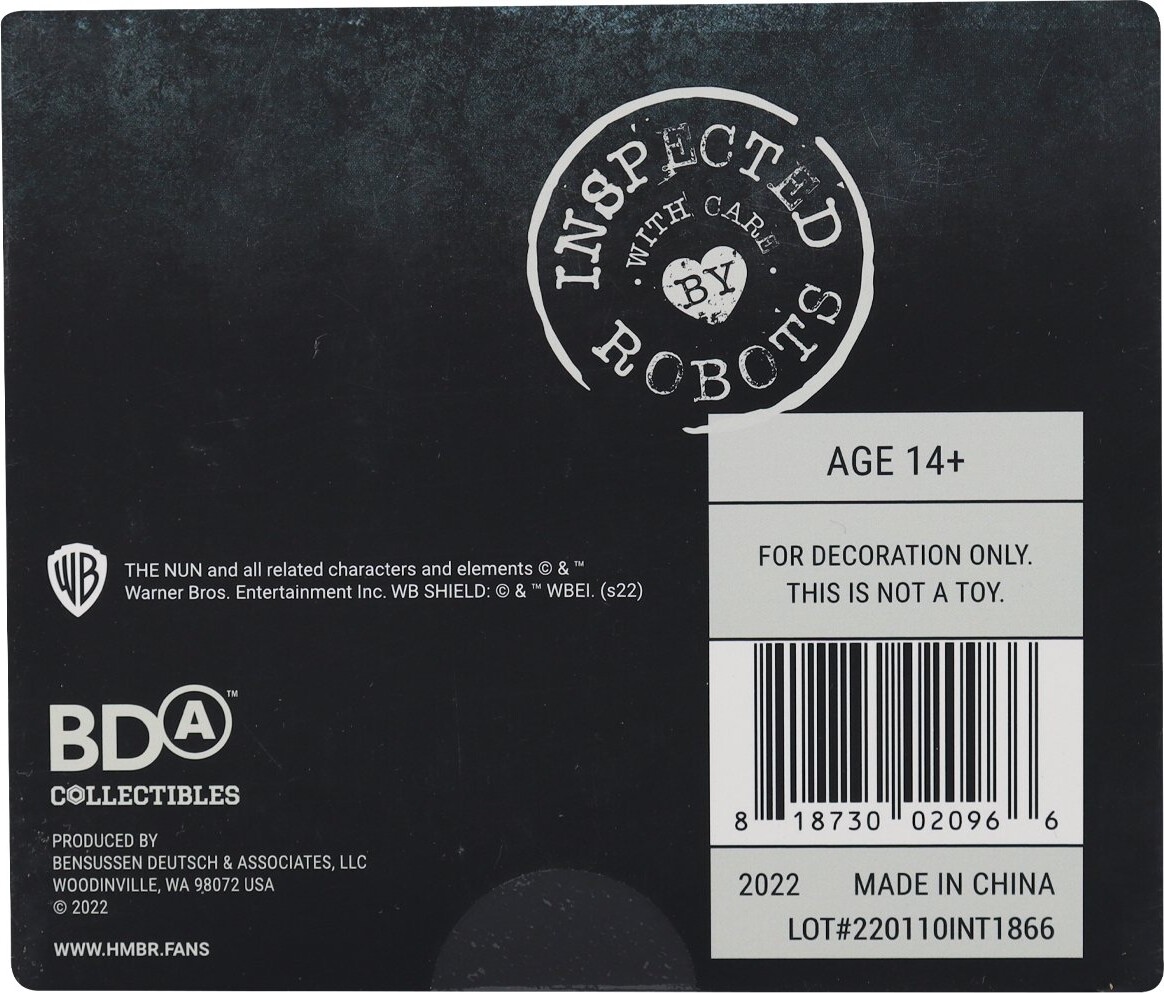 INSPECTED
· WITH CARE ·
BY
ROBOTS
AGE 14+
FOR DECORATION ONLY.
THIS IS NOT A TOY.
WB
THE NUN and all related characters and elements © & ™
Warner Bros. Entertainment Inc. WB SHIELD: © & ™ WBEI. (s22)
BDA™
COLLECTIBLES
PRODUCED BY
BENSUSSEN DEUTSCH & ASSOCIATES, LLC
WOODINVILLE, WA 98072 USA
© 2022
WWW.HMBR.FANS
8 18730 02096 6
2022 MADE IN CHINA
LOT#220110INT1866